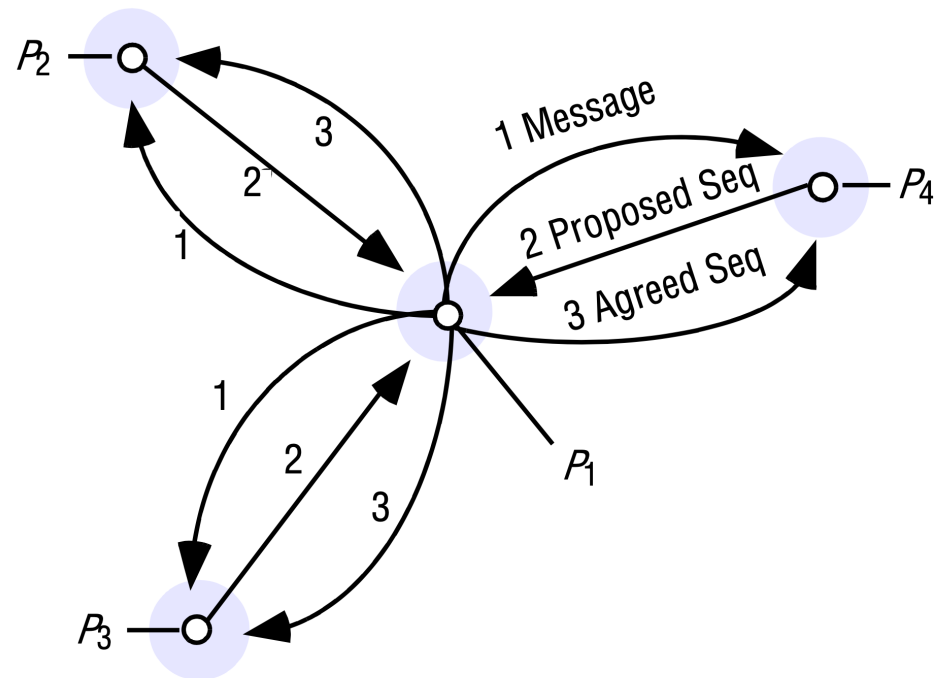 P2
3
1 Message
2
2 Proposed Seq
P4
1
3 Agreed Seq
1
2
P1
3
P3